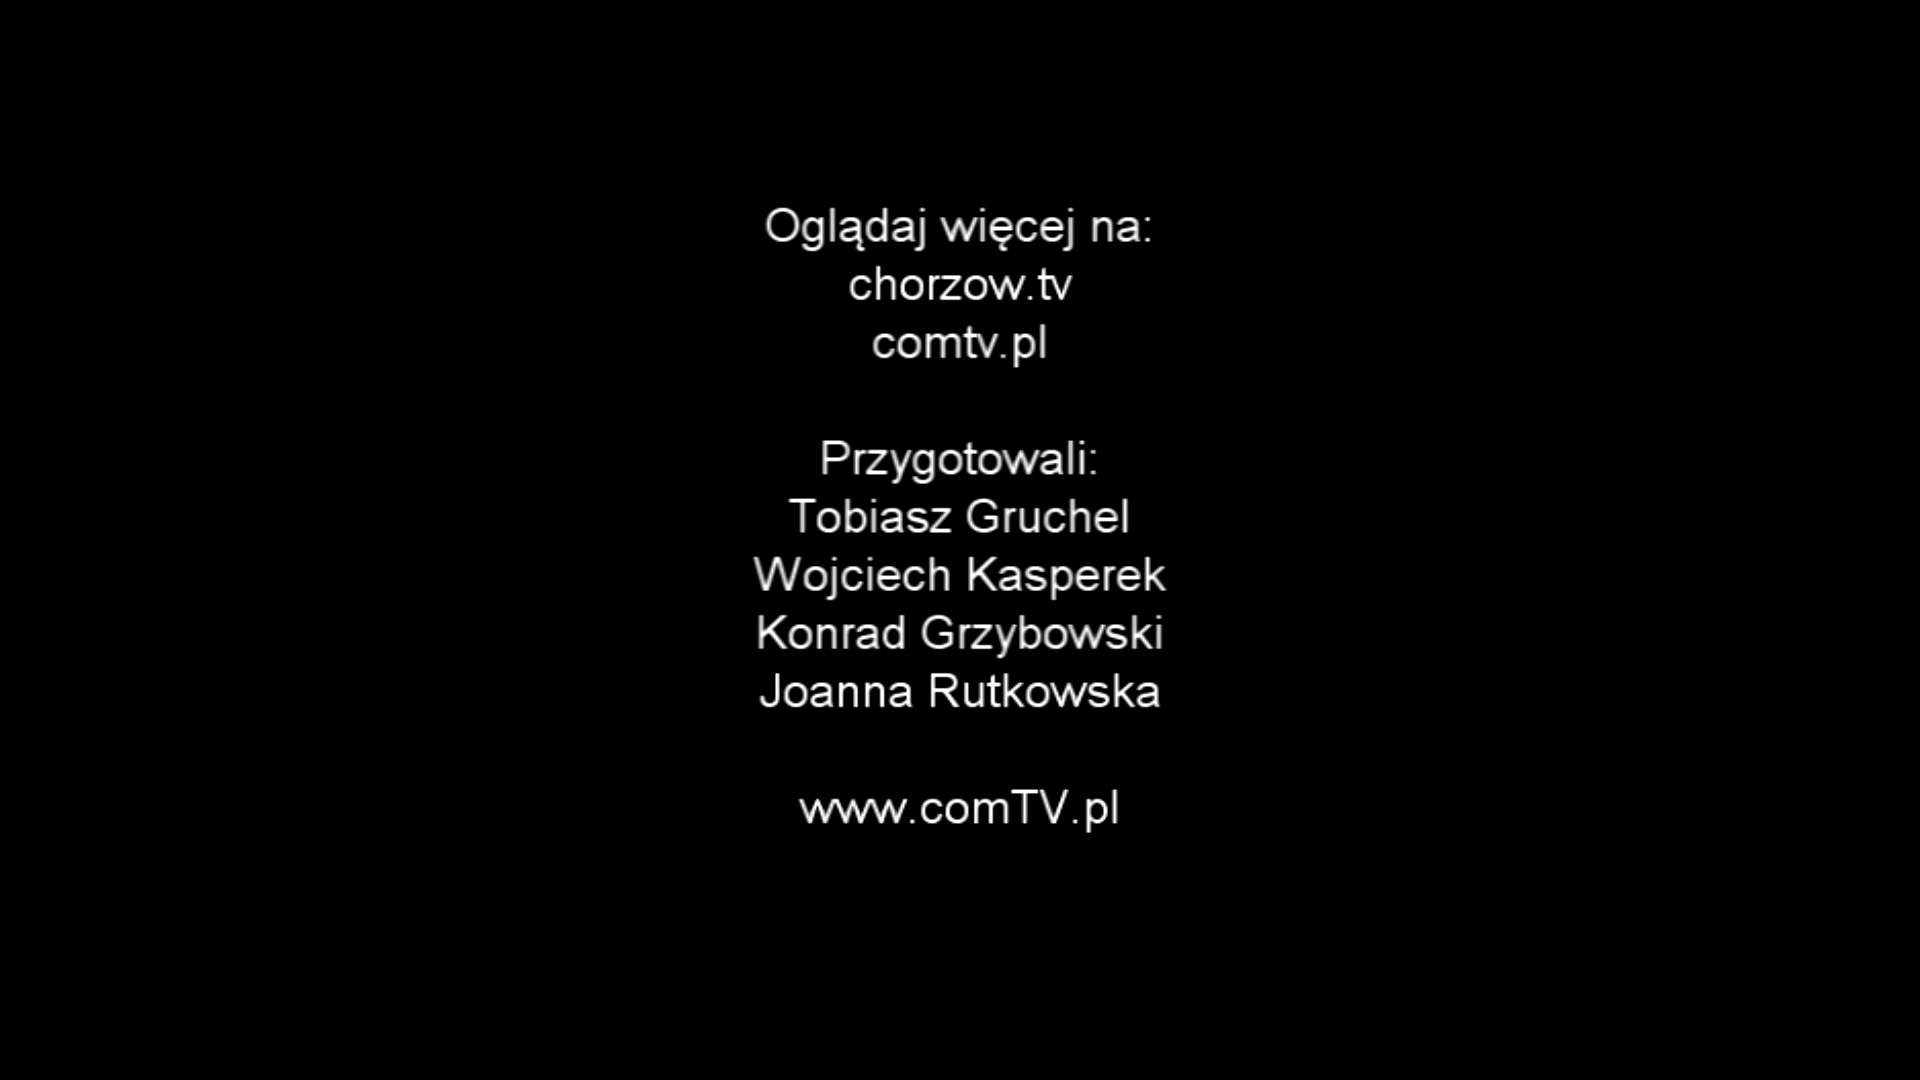 Oglądaj więcej na:
chorzow.tv
comtv.pl
Przygotowali:
Tobiasz Gruchel
Wojciech Kasperek
Konrad Grzybowski
Joanna Rutkowska
www.comTV.pl